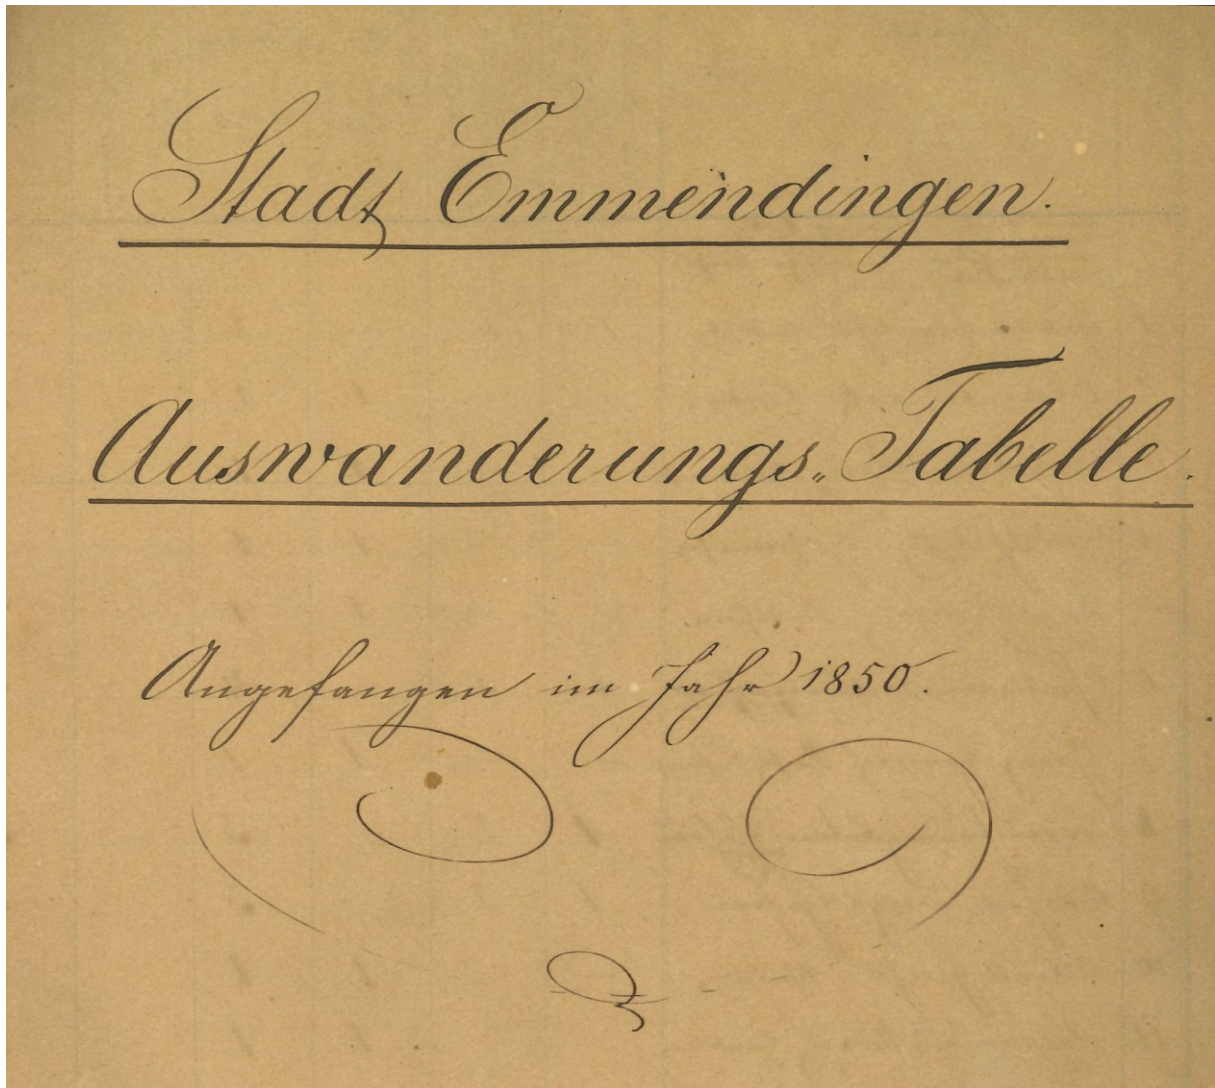 Stadt Emmendingen.
Auswanderungs-Tabelle.
Angefangen im Jahr 1850.